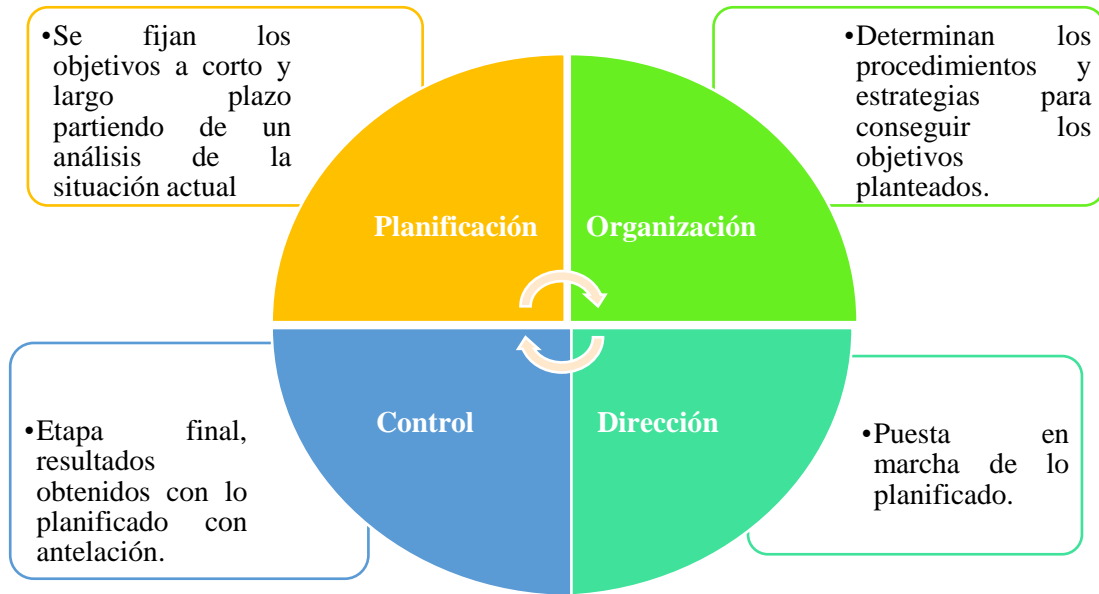 •Se fijan los
objetivos a corto y
largo plazo
partiendo de un
análisis de la
situación actual
•Determinan los
procedimientos y
estrategias para
conseguir los
objetivos
planteados.
Planificación
Organización
Control
Dirección
•Etapa final,
resultados
obtenidos con lo
planificado con
antelación.
•Puesta en
marcha de lo
planificado.